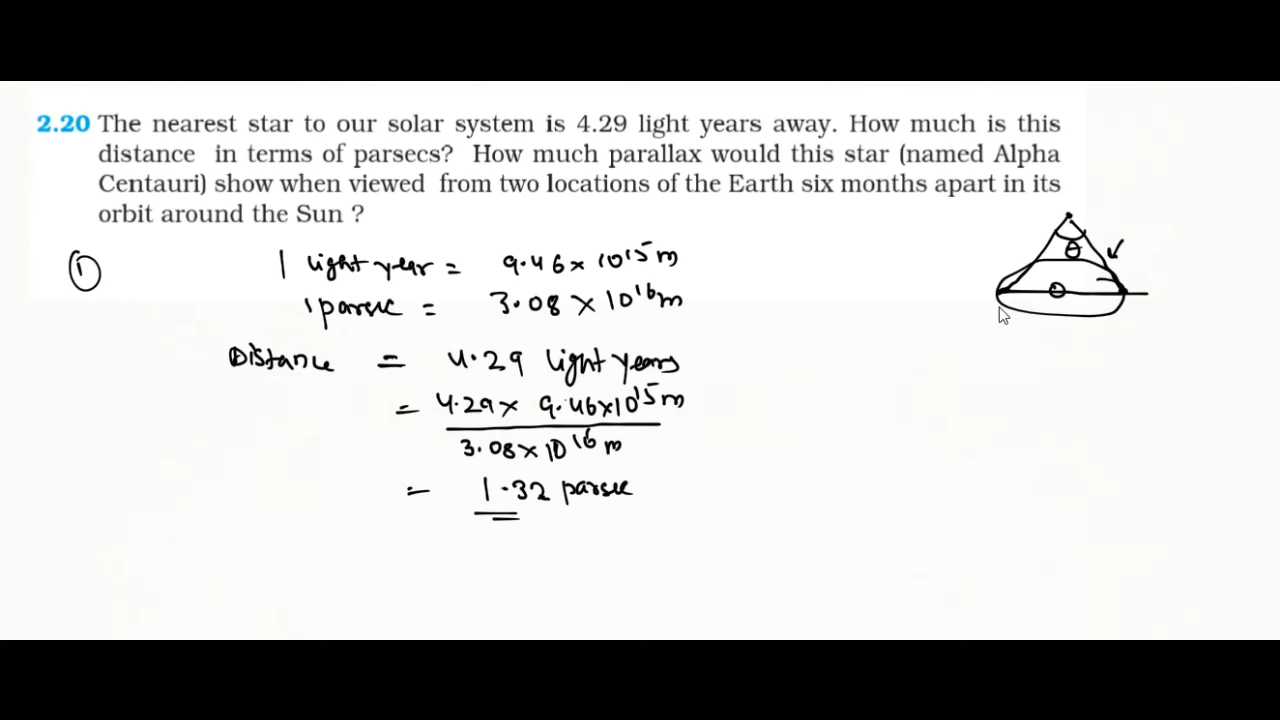 2.20 The nearest star to our solar system is 4.29 light years away. How much is this
distance in terms of parsecs? How much parallax would this star (named Alpha
Centauri) show when viewed from two locations of the Earth six months apart in its
orbit around the Sun ?
① 1 light year = 9.46 × 10¹⁵ m
1 parsec = 3.08 × 10¹⁶ m
θ
Distance = 4.29 light years
= 4.29 × 9.46 × 10¹⁵ m
3.08 × 10¹⁶ m
= 1.32 parsec